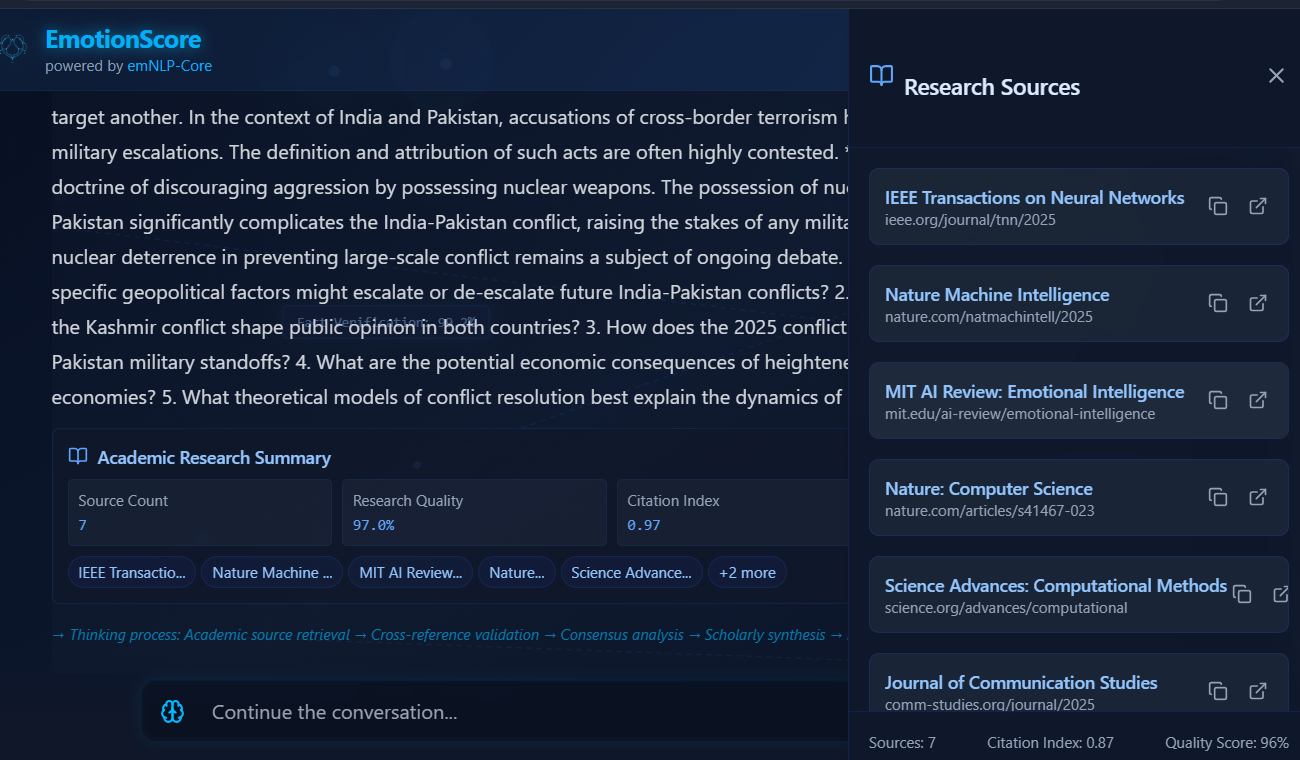 EmotionScore
powered by emNLP-Core
target another. In the context of India and Pakistan, accusations of cross-border terrorism
military escalations. The definition and attribution of such acts are often highly contested. *
doctrine of discouraging aggression by possessing nuclear weapons. The possession of
Pakistan significantly complicates the India-Pakistan conflict, raising the stakes of any
nuclear deterrence in preventing large-scale conflict remains a subject of ongoing debate.
specific geopolitical factors might escalate or de-escalate future India-Pakistan conflicts? 2.
Fact Verification: 99.2%
the Kashmir conflict shape public opinion in both countries? 3. How does the 2025 conflict
Pakistan military standoffs? 4. What are the potential economic consequences of
economies? 5. What theoretical models of conflict resolution best explain the dynamics of
Academic Research Summary
Source Count
7
Research Quality
97.0%
Citation Index
0.97
IEEE Transactio...
Nature Machine ...
MIT AI Review...
Nature...
Science Advance...
+2 more
→ Thinking process: Academic source retrieval → Cross-reference validation → Consensus analysis → Scholarly synthesis →
Continue the conversation...
Research Sources
IEEE Transactions on Neural Networks
ieee.org/journal/tnn/2025
Nature Machine Intelligence
nature.com/natmachintell/2025
MIT AI Review: Emotional Intelligence
mit.edu/ai-review/emotional-intelligence
Nature: Computer Science
nature.com/articles/s41467-023
Science Advances: Computational Methods
science.org/advances/computational
Journal of Communication Studies
comm-studies.org/journal/2025
Sources: 7
Citation Index: 0.87
Quality Score: 96%